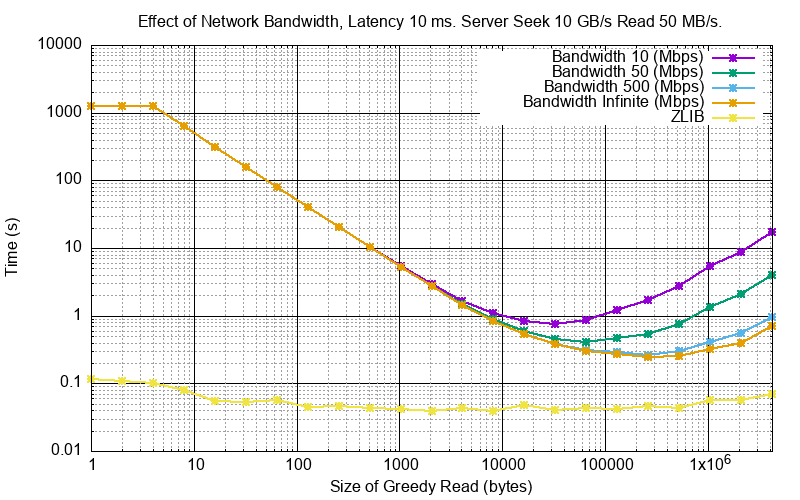 Effect of Network Bandwidth, Latency 10 ms. Server Seek 10 GB/s Read 50 MB/s.
10000
1000
100
10
1
0.1
0.01
Time (s)
Bandwidth 10 (Mbps)
Bandwidth 50 (Mbps)
Bandwidth 500 (Mbps)
Bandwidth Infinite (Mbps)
ZLIB
1 10 100 1000 10000 100000 1x10⁶
Size of Greedy Read (bytes)